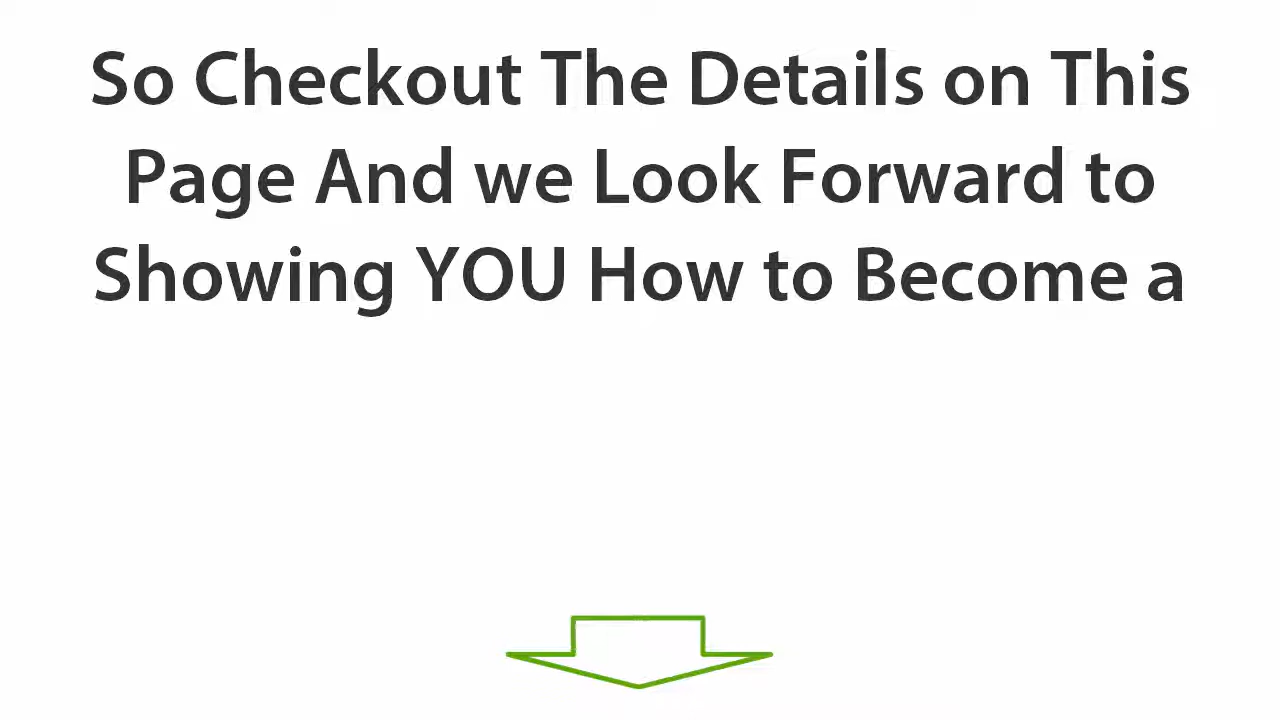 So Checkout The Details on This
Page And we Look Forward to
Showing YOU How to Become a